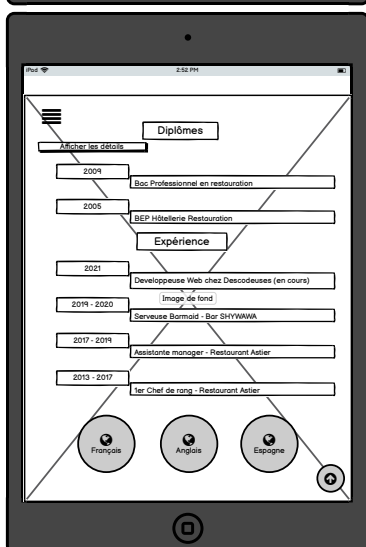 iPod
2:52 PM
Diplômes
Afficher les détails
2009
Bac Professionnel en restauration
2005
BEP Hôtellerie Restauration
Expérience
2021
Developpeuse Web chez Descodeuses (en cours)
Image de fond
2019 - 2020
Serveuse Barmaid - Bar SHYWAWA
2017 - 2019
Assistante manager - Restaurant Astier
2013 - 2017
1er Chef de rang - Restaurant Astier
Français
Anglais
Espagne